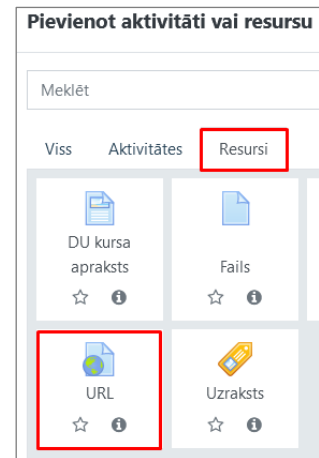 Pievienot aktivitāti vai resursu
Meklēt
Viss Aktivitātes Resursi
DU kursa
apraksts
Fails
URL
Uzraksts